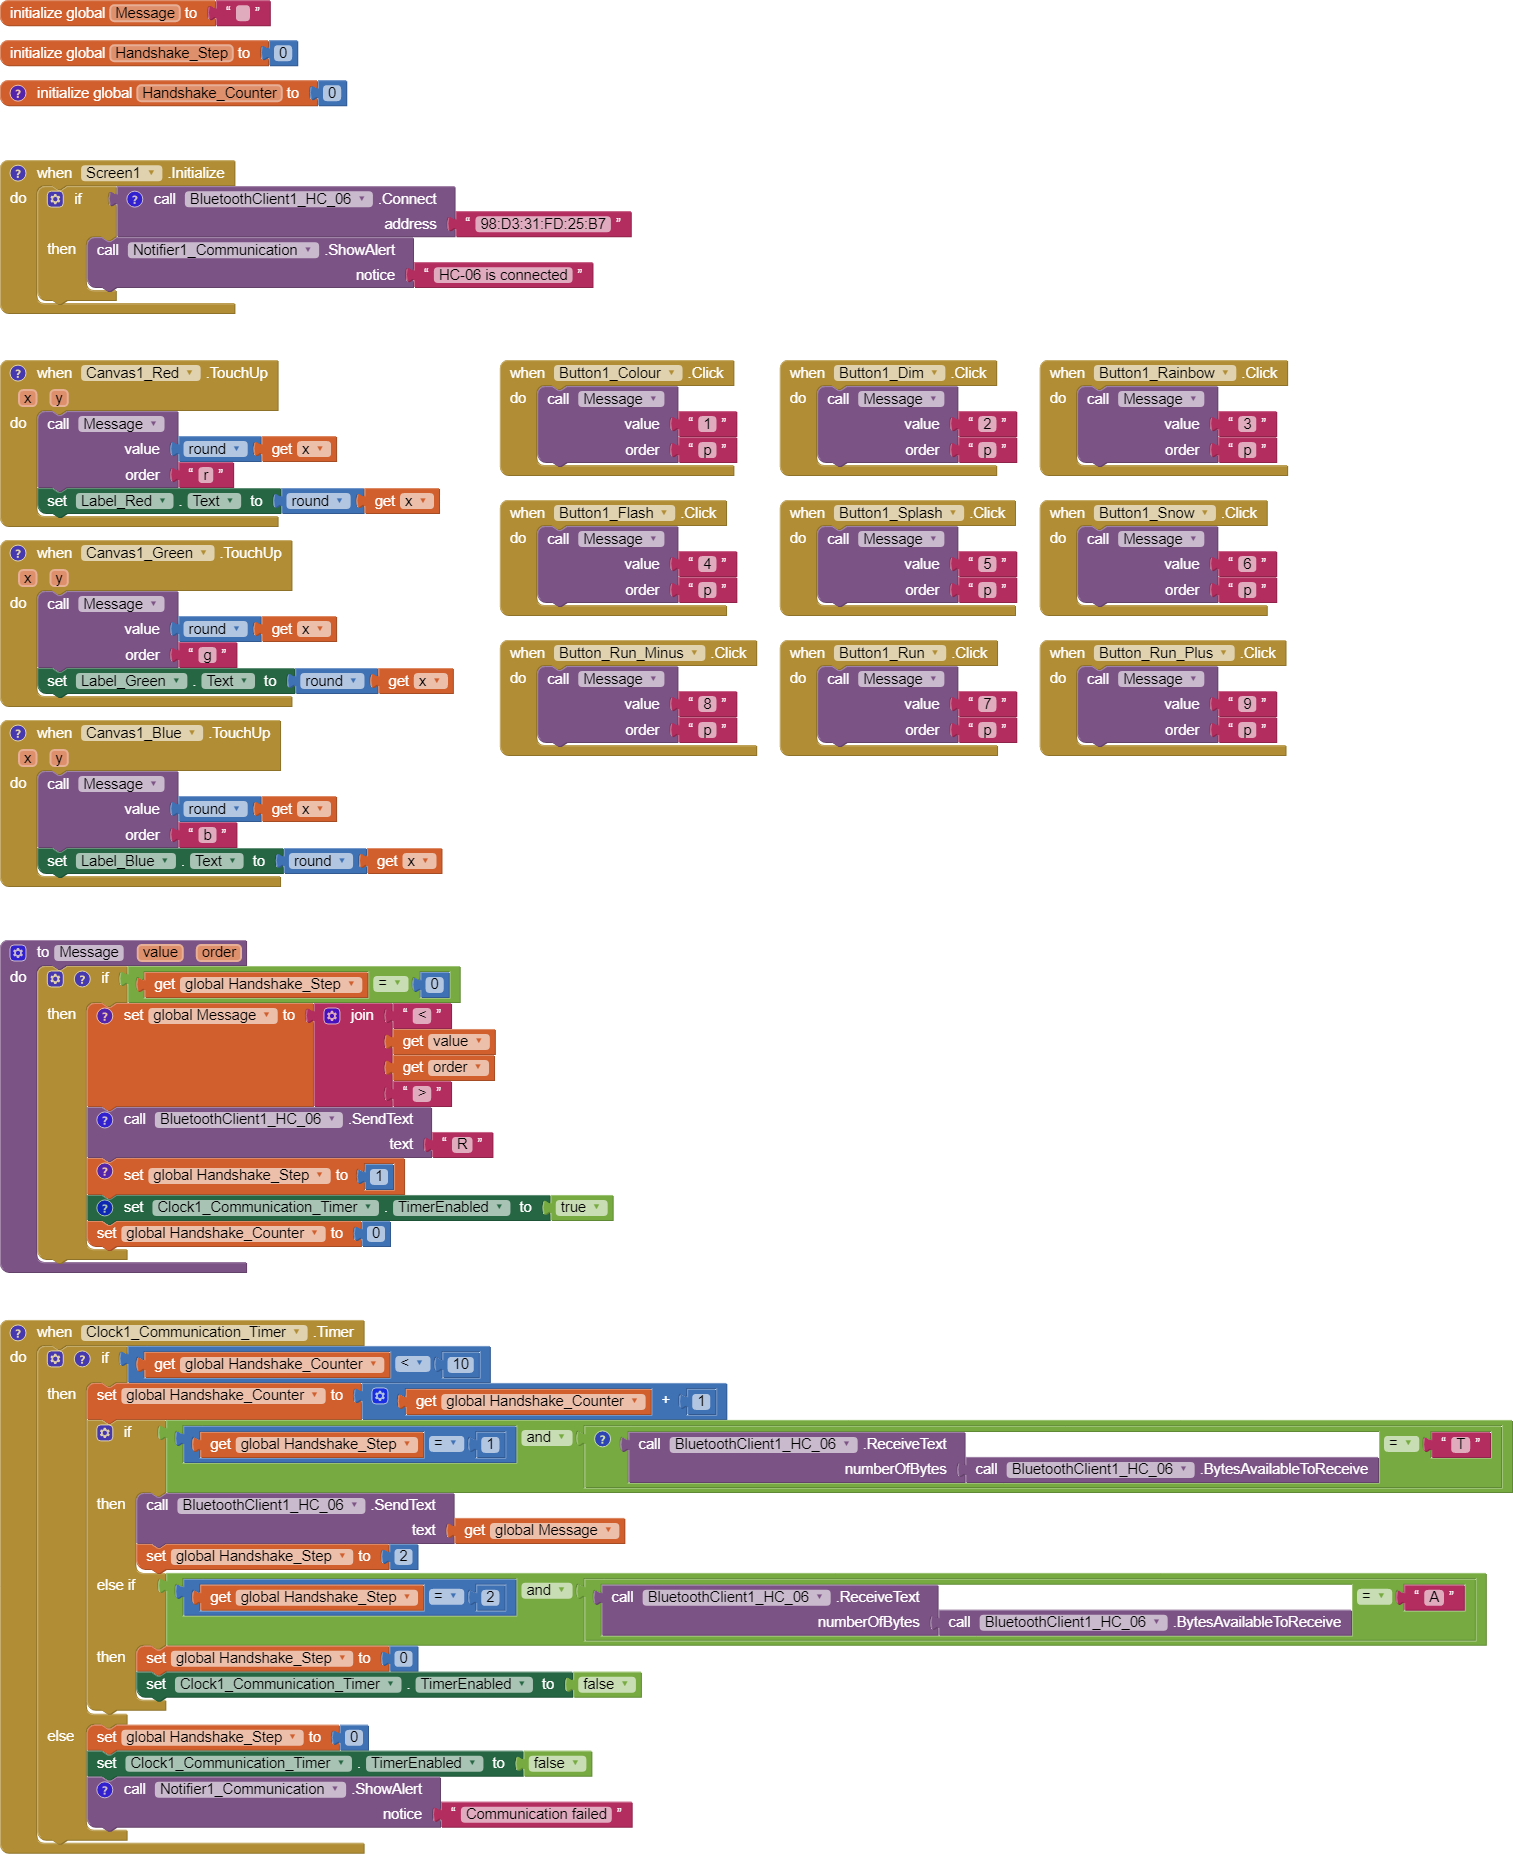 initialize global Message to “ ”
initialize global Handshake_Step to 0
? initialize global Handshake_Counter to 0
? when Screen1 .Initialize
do if ? call BluetoothClient1_HC_06 .Connect
address “ 98:D3:31:FD:25:B7 ”
then call Notifier1_Communication .ShowAlert
notice “ HC-06 is connected ”
? when Canvas1_Red .TouchUp
x y
do call Message
value round get x
order “ r ”
set Label_Red . Text to round get x
? when Canvas1_Green .TouchUp
x y
do call Message
value round get x
order “ g ”
set Label_Green . Text to round get x
? when Canvas1_Blue .TouchUp
x y
do call Message
value round get x
order “ b ”
set Label_Blue . Text to round get x
when Button1_Colour .Click
do call Message
value “ 1 ”
order “ p ”
when Button1_Dim .Click
do call Message
value “ 2 ”
order “ p ”
when Button1_Rainbow .Click
do call Message
value “ 3 ”
order “ p ”
when Button1_Flash .Click
do call Message
value “ 4 ”
order “ p ”
when Button1_Splash .Click
do call Message
value “ 5 ”
order “ p ”
when Button1_Snow .Click
do call Message
value “ 6 ”
order “ p ”
when Button_Run_Minus .Click
do call Message
value “ 8 ”
order “ p ”
when Button1_Run .Click
do call Message
value “ 7 ”
order “ p ”
when Button_Run_Plus .Click
do call Message
value “ 9 ”
order “ p ”
to Message value order
do ? if get global Handshake_Step = 0
then ? set global Message to join “ < ”
get value
get order
“ > ”
? call BluetoothClient1_HC_06 .SendText
text “ R ”
? set global Handshake_Step to 1
? set Clock1_Communication_Timer . TimerEnabled to true
set global Handshake_Counter to 0
? when Clock1_Communication_Timer .Timer
do ? if get global Handshake_Counter < 10
then set global Handshake_Counter to get global Handshake_Counter + 1
if get global Handshake_Step = 1 and ? call BluetoothClient1_HC_06 .ReceiveText = “ T ”
numberOfBytes call BluetoothClient1_HC_06 .BytesAvailableToReceive
then call BluetoothClient1_HC_06 .SendText
text get global Message
set global Handshake_Step to 2
else if get global Handshake_Step = 2 and call BluetoothClient1_HC_06 .ReceiveText = “ A ”
numberOfBytes call BluetoothClient1_HC_06 .BytesAvailableToReceive
then set global Handshake_Step to 0
set Clock1_Communication_Timer . TimerEnabled to false
else set global Handshake_Step to 0
set Clock1_Communication_Timer . TimerEnabled to false
? call Notifier1_Communication .ShowAlert
notice “ Communication failed ”